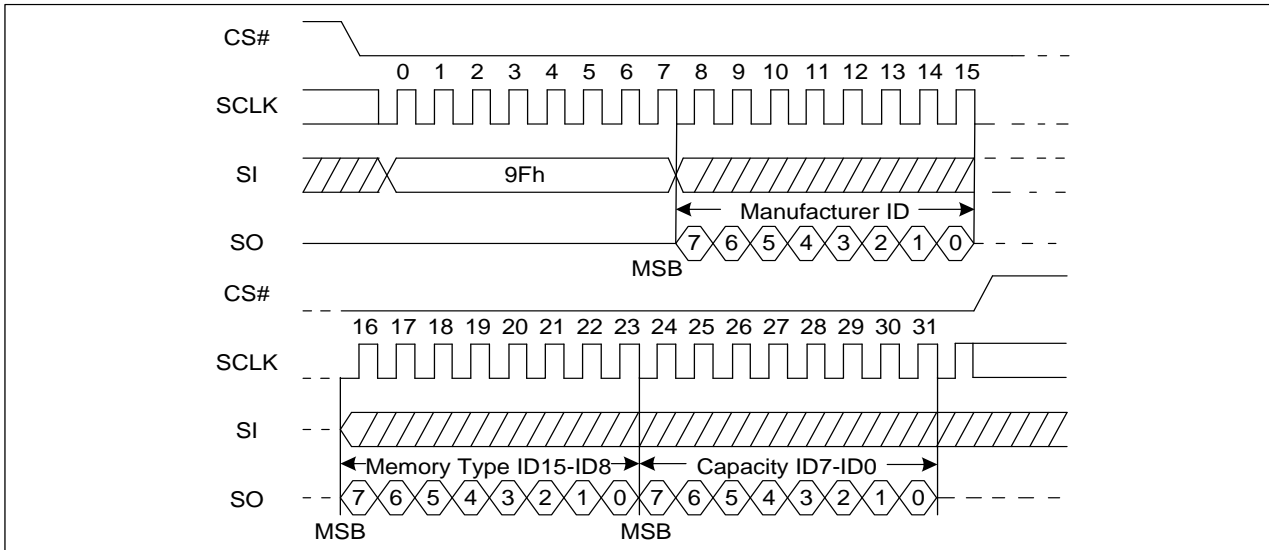 CS#
0 1 2 3 4 5 6 7 8 9 10 11 12 13 14 15
SCLK
SI 9Fh
Manufacturer ID
SO 7 6 5 4 3 2 1 0
MSB
CS#
16 17 18 19 20 21 22 23 24 25 26 27 28 29 30 31
SCLK
SI
Memory Type ID15-ID8 Capacity ID7-ID0
SO 7 6 5 4 3 2 1 0 7 6 5 4 3 2 1 0
MSB MSB